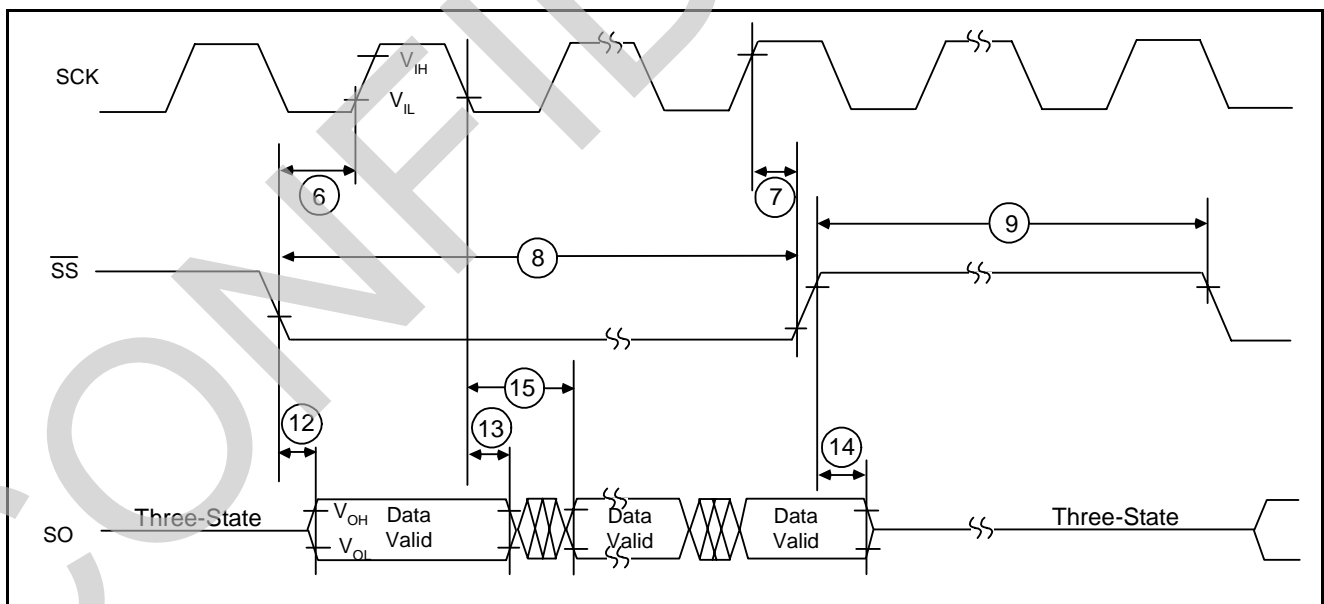 CONFID
SCK
V_IH
V_IL
6
7
9
8
SS
15
12
13
14
Three-State
V_OH
Data
Valid
V_OL
Data
Valid
Data
Valid
Three-State
SO